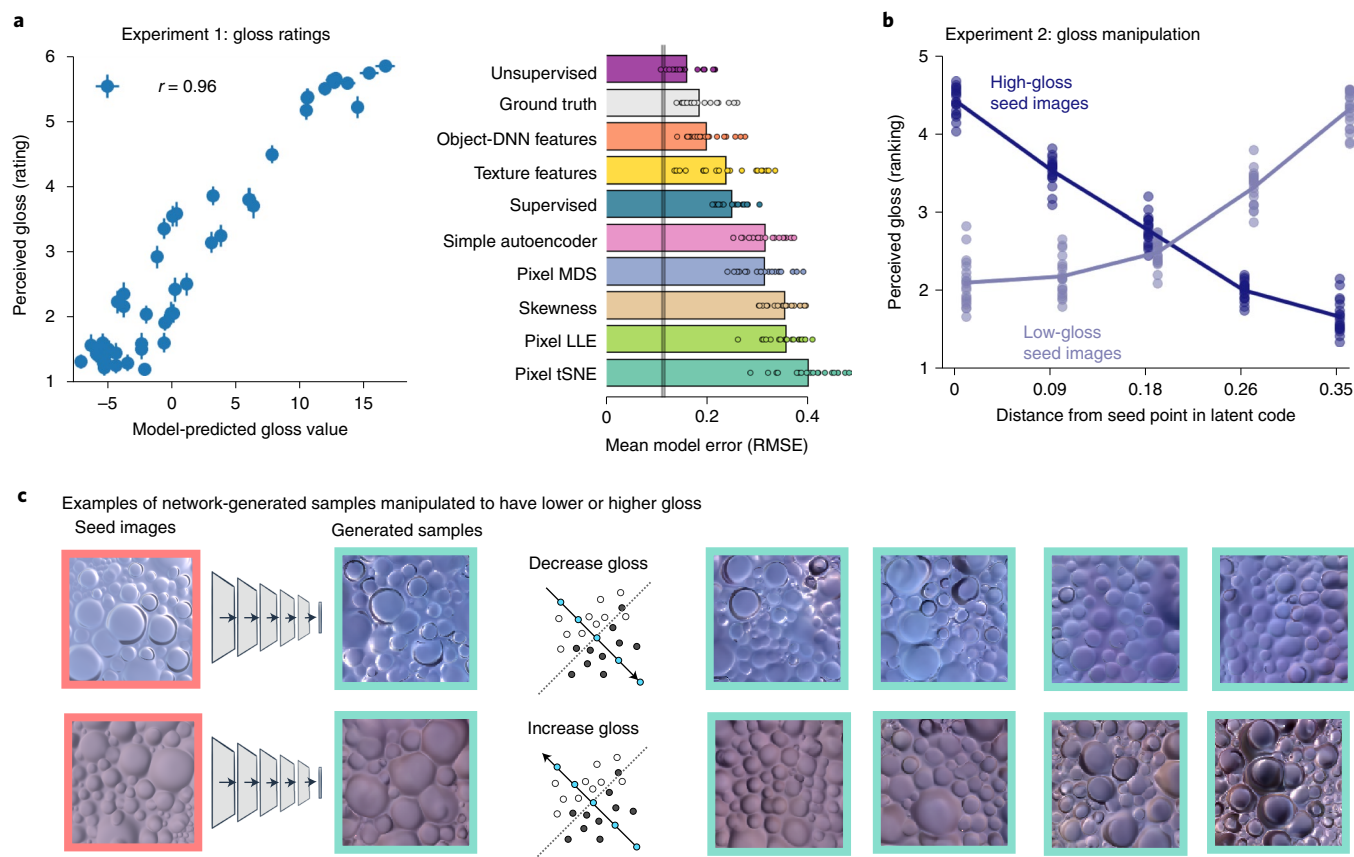 a
Experiment 1: gloss ratings
6
5
4
3
2
1
r = 0.96
Perceived gloss (rating)
–5
0
5
10
15
Model-predicted gloss value
Unsupervised
Ground truth
Object-DNN features
Texture features
Supervised
Simple autoencoder
Pixel MDS
Skewness
Pixel LLE
Pixel tSNE
0
0.2
0.4
Mean model error (RMSE)
b
Experiment 2: gloss manipulation
5
4
3
2
1
Perceived gloss (ranking)
High-gloss
seed images
Low-gloss
seed images
0
0.09
0.18
0.26
0.35
Distance from seed point in latent code
c
Examples of network-generated samples manipulated to have lower or higher gloss
Seed images
Generated samples
Decrease gloss
Increase gloss